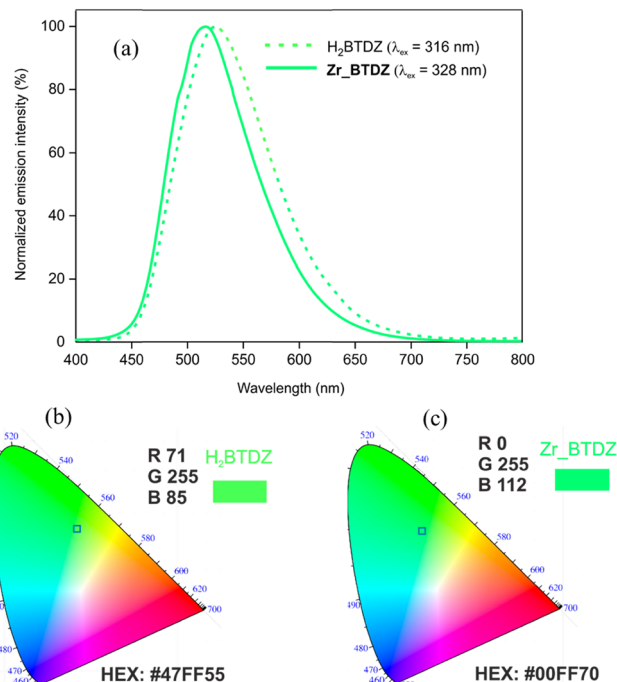 (a)
H₂BTDZ (λex = 316 nm)
Zr_BTDZ (λex = 328 nm)
Normalized emission intensity (%)
100
80
60
40
20
0
400 450 500 550 600 650 700 750 800
Wavelength (nm)
(b)
R 71
G 255
B 85
H₂BTDZ
520
540
560
580
600
620
700
480
470
460
HEX: #47FF55
(c)
R 0
G 255
B 112
Zr_BTDZ
520
540
560
580
600
620
700
490
480
470
460
HEX: #00FF70